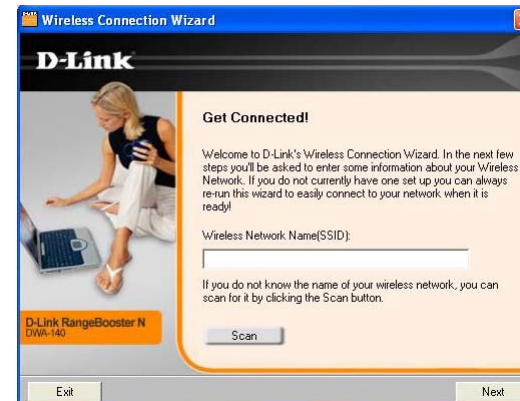 Wireless Connection Wizard
D-Link
Get Connected!
Welcome to D-Link's Wireless Connection Wizard. In the next few
steps you'll be asked to enter some information about your Wireless
Network. If you do not currently have one set up you can always
re-run this wizard to easily connect to your network when it is
ready!
Wireless Network Name(SSID):
If you do not know the name of your wireless network, you can
scan for it by clicking the Scan button.
D-Link RangeBooster N
DWA-140
Scan
Exit
Next